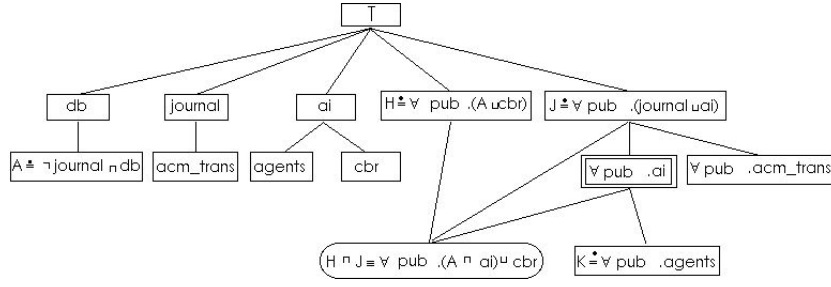 T
db
journal
ai
H ≐ ∀ pub .(A ⊔ cbr)
J ≐ ∀ pub .(journal ⊔ ai)
A ≐ ¬ journal ⊓ db
acm_trans
agents
cbr
∀ pub .ai
∀ pub .acm_trans
H ⊓ J ≡ ∀ pub .(A ⊓ ai) ⊔ cbr
K ≐ ∀ pub .agents